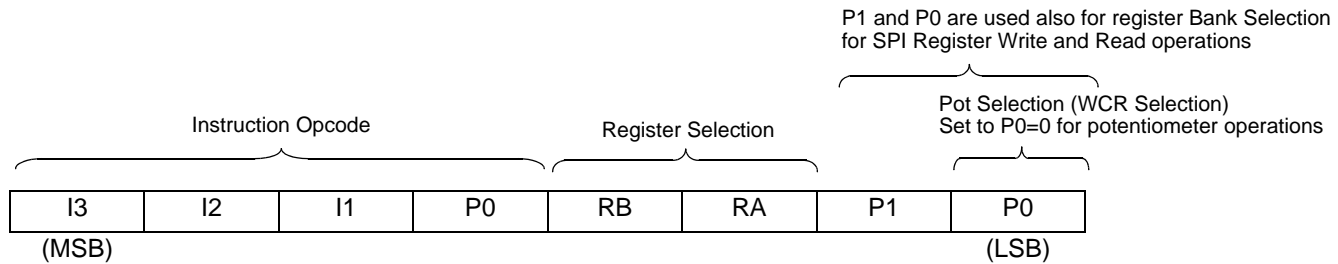 P1 and P0 are used also for register Bank Selection
for SPI Register Write and Read operations
Pot Selection (WCR Selection)
Set to P0=0 for potentiometer operations
Instruction Opcode
Register Selection
I3 I2 I1 P0 RB RA P1 P0
(MSB) (LSB)